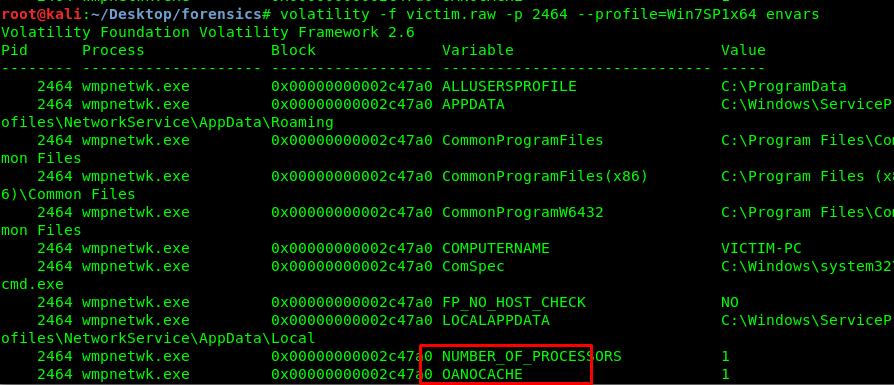 root@kali:~/Desktop/forensics# volatility -f victim.raw -p 2464 --profile=Win7SP1x64 envars
Volatility Foundation Volatility Framework 2.6
Pid      Process              Block              Variable                       Value
-------- -------------------- ------------------ ------------------------------ -----
    2464 wmpnetwk.exe         0x00000000002c47a0 ALLUSERSPROFILE                C:\ProgramData
    2464 wmpnetwk.exe         0x00000000002c47a0 APPDATA                        C:\Windows\ServicePr
ofiles\NetworkService\AppData\Roaming
    2464 wmpnetwk.exe         0x00000000002c47a0 CommonProgramFiles             C:\Program Files\Com
mon Files
    2464 wmpnetwk.exe         0x00000000002c47a0 CommonProgramFiles(x86)        C:\Program Files (x8
6)\Common Files
    2464 wmpnetwk.exe         0x00000000002c47a0 CommonProgramW6432             C:\Program Files\Com
mon Files
    2464 wmpnetwk.exe         0x00000000002c47a0 COMPUTERNAME                   VICTIM-PC
    2464 wmpnetwk.exe         0x00000000002c47a0 ComSpec                        C:\Windows\system32\
cmd.exe
    2464 wmpnetwk.exe         0x00000000002c47a0 FP_NO_HOST_CHECK               NO
    2464 wmpnetwk.exe         0x00000000002c47a0 LOCALAPPDATA                   C:\Windows\ServicePr
ofiles\NetworkService\AppData\Local
    2464 wmpnetwk.exe         0x00000000002c47a0 NUMBER_OF_PROCESSORS           1
    2464 wmpnetwk.exe         0x00000000002c47a0 OANOCACHE                      1